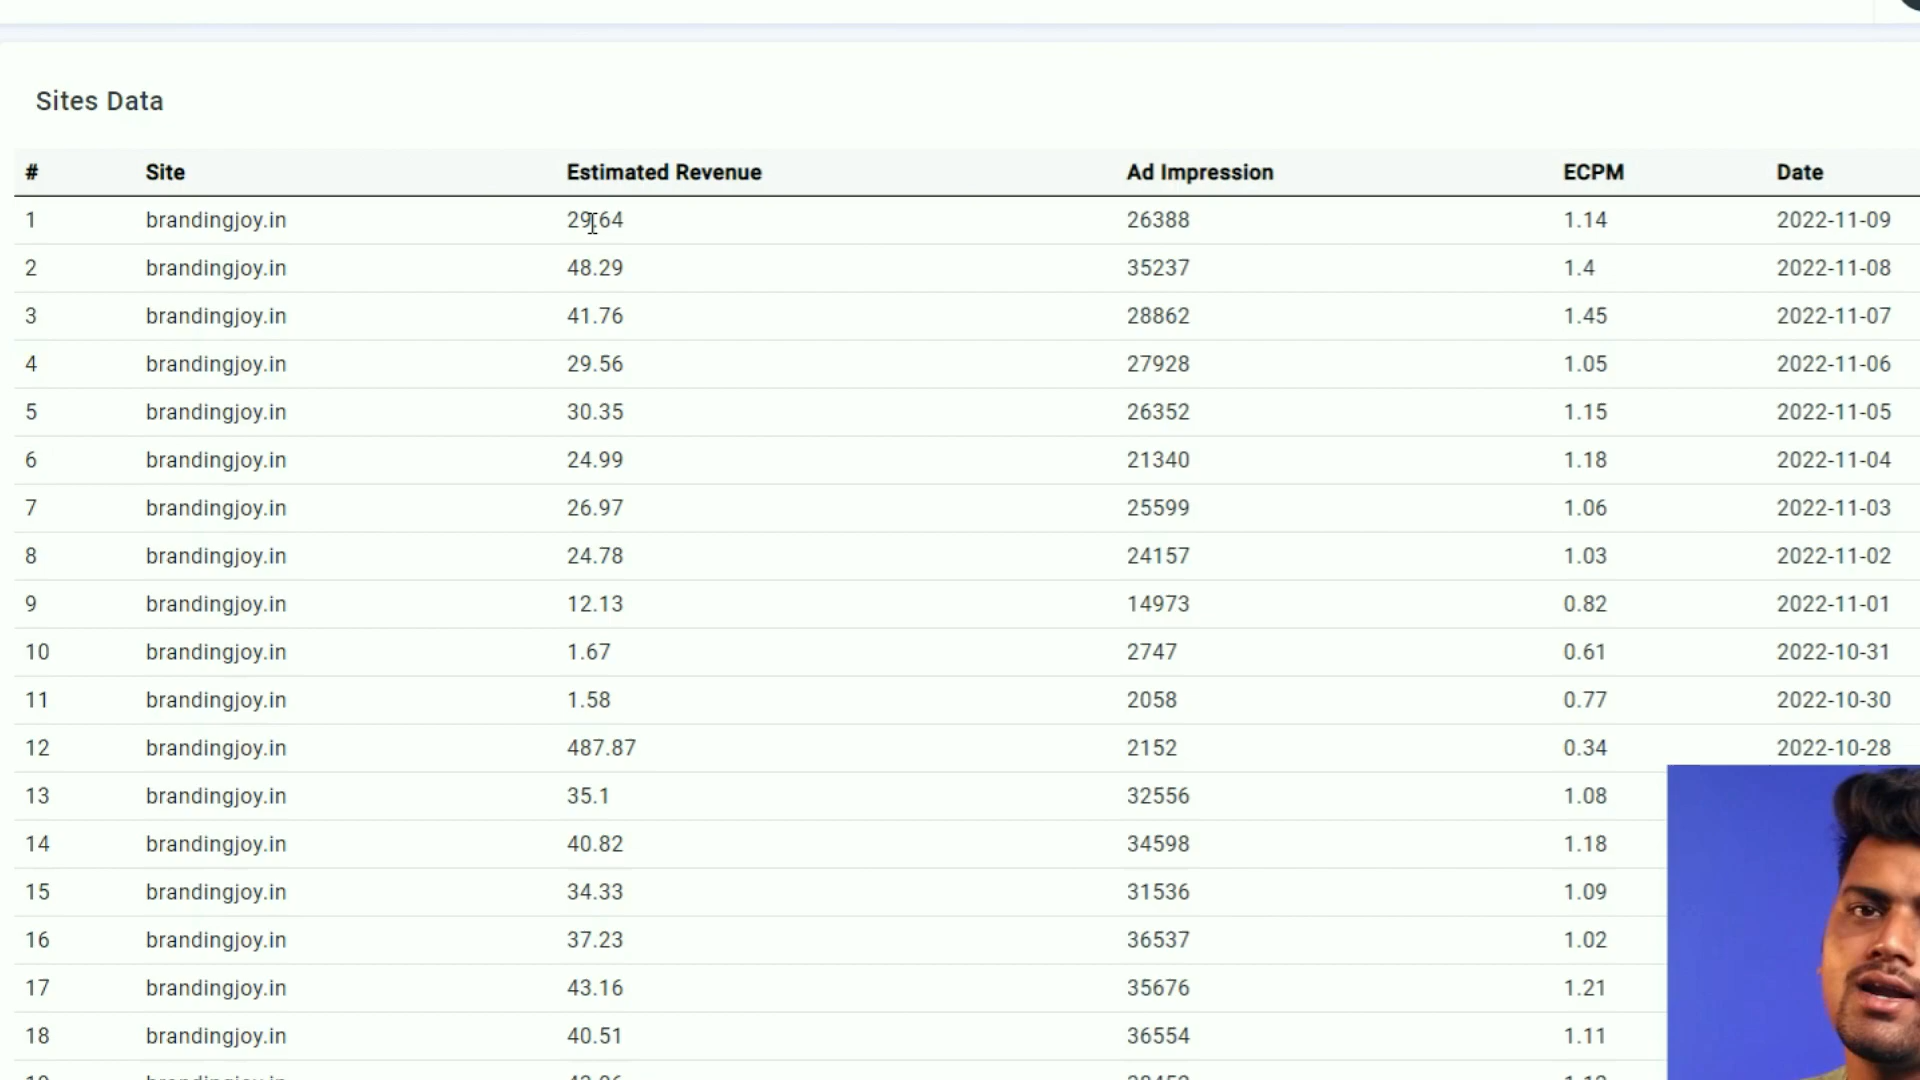 Sites Data
# Site Estimated Revenue Ad Impression ECPM Date
1 brandingjoy.in 29.64 26388 1.14 2022-11-09
2 brandingjoy.in 48.29 35237 1.4 2022-11-08
3 brandingjoy.in 41.76 28862 1.45 2022-11-07
4 brandingjoy.in 29.56 27928 1.05 2022-11-06
5 brandingjoy.in 30.35 26352 1.15 2022-11-05
6 brandingjoy.in 24.99 21340 1.18 2022-11-04
7 brandingjoy.in 26.97 25599 1.06 2022-11-03
8 brandingjoy.in 24.78 24157 1.03 2022-11-02
9 brandingjoy.in 12.13 14973 0.82 2022-11-01
10 brandingjoy.in 1.67 2747 0.61 2022-10-31
11 brandingjoy.in 1.58 2058 0.77 2022-10-30
12 brandingjoy.in 487.87 2152 0.34 2022-10-28
13 brandingjoy.in 35.1 32556 1.08
14 brandingjoy.in 40.82 34598 1.18
15 brandingjoy.in 34.33 31536 1.09
16 brandingjoy.in 37.23 36537 1.02
17 brandingjoy.in 43.16 35676 1.21
18 brandingjoy.in 40.51 36554 1.11